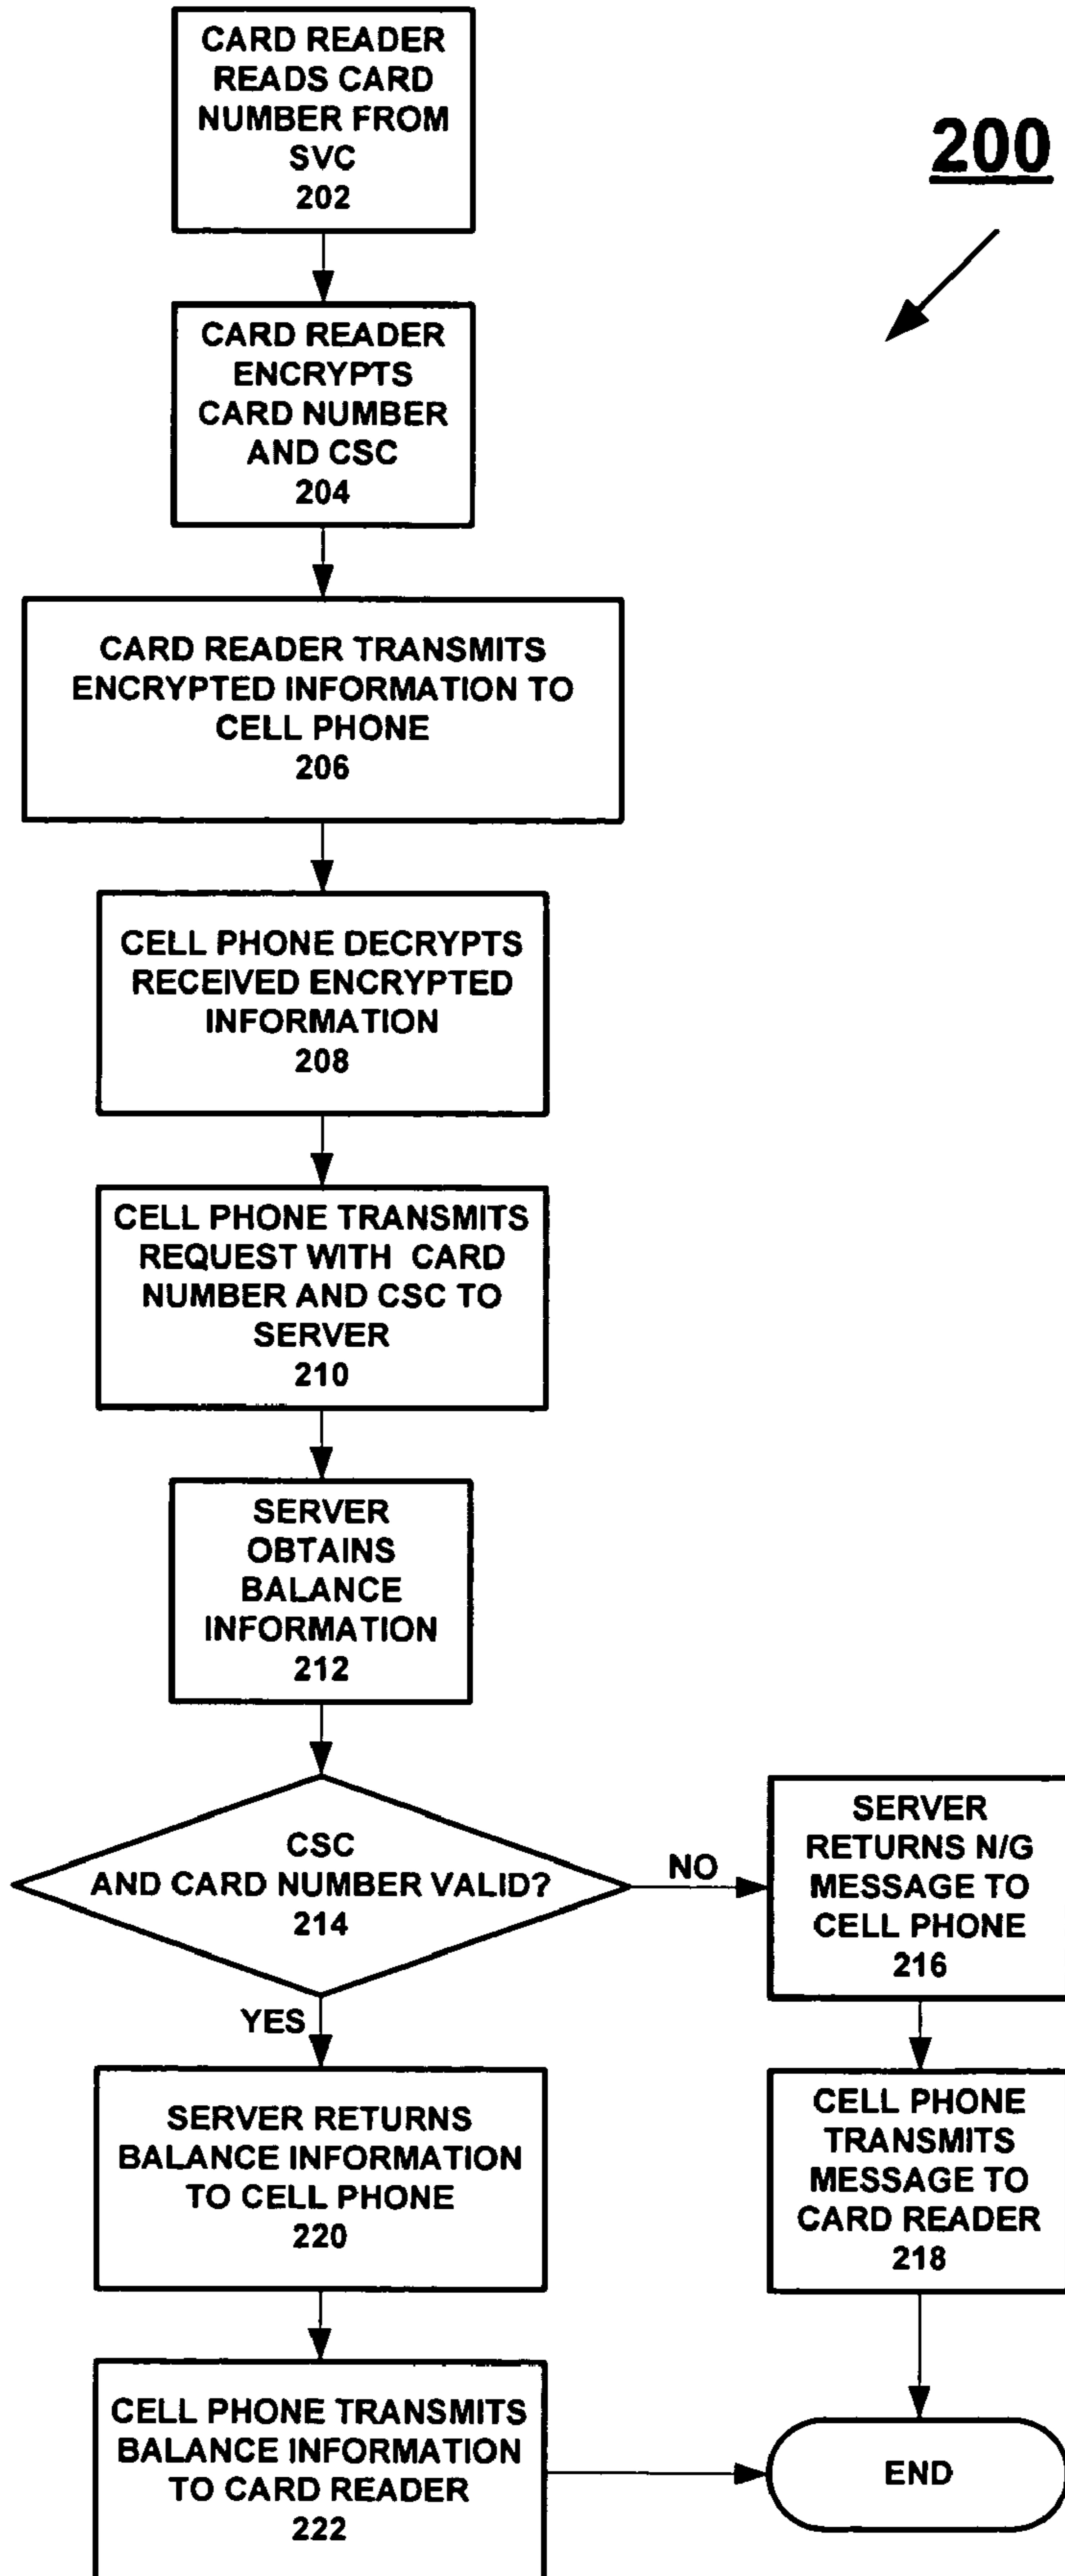 CARD READER
READS CARD
NUMBER FROM
SVC
202
200
CARD READER
ENCRYPTS
CARD NUMBER
AND CSC
204
CARD READER TRANSMITS
ENCRYPTED INFORMATION TO
CELL PHONE
206
CELL PHONE DECRYPTS
RECEIVED ENCRYPTED
INFORMATION
208
CELL PHONE TRANSMITS
REQUEST WITH CARD
NUMBER AND CSC TO
SERVER
210
SERVER
OBTAINS
BALANCE
INFORMATION
212
CSC
AND CARD NUMBER VALID?
214
NO
SERVER
RETURNS N/G
MESSAGE TO
CELL PHONE
216
YES
CELL PHONE
TRANSMITS
MESSAGE TO
CARD READER
218
SERVER RETURNS
BALANCE INFORMATION
TO CELL PHONE
220
CELL PHONE TRANSMITS
BALANCE INFORMATION
TO CARD READER
222
END